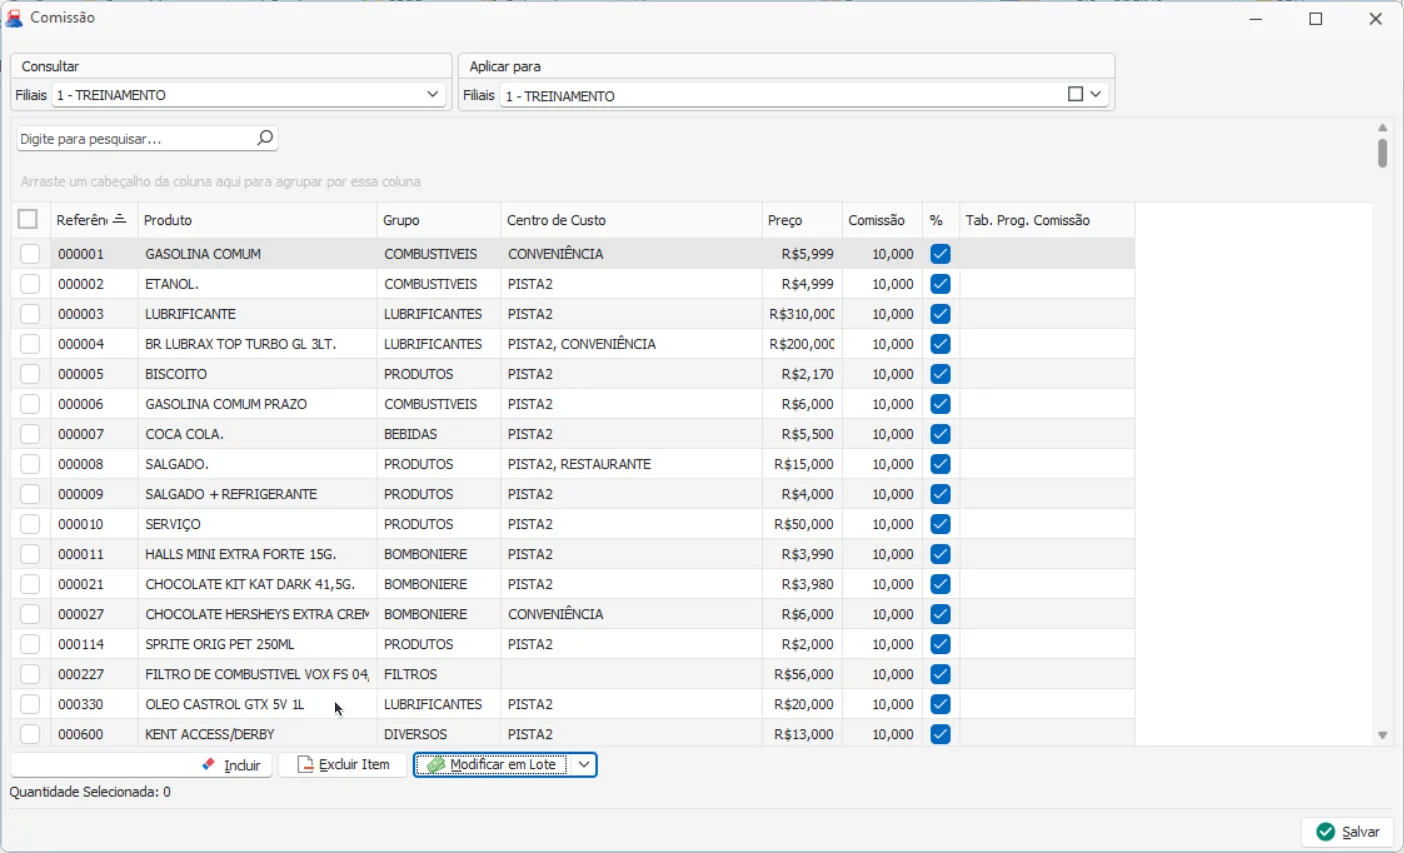 Comissão
Consultar
Aplicar para
Filiais 1 - TREINAMENTO
Filiais 1 - TREINAMENTO
Digite para pesquisar...
Arraste um cabeçalho da coluna aqui para agrupar por essa coluna
Referên Produto Grupo Centro de Custo Preço Comissão % Tab. Prog. Comissão
000001 GASOLINA COMUM COMBUSTIVEIS CONVENIÊNCIA R$5,999 10,000
000002 ETANOL. COMBUSTIVEIS PISTA2 R$4,999 10,000
000003 LUBRIFICANTE LUBRIFICANTES PISTA2 R$310,000 10,000
000004 BR LUBRAX TOP TURBO GL 3LT. LUBRIFICANTES PISTA2, CONVENIÊNCIA R$200,000 10,000
000005 BISCOITO PRODUTOS PISTA2 R$2,170 10,000
000006 GASOLINA COMUM PRAZO COMBUSTIVEIS PISTA2 R$6,000 10,000
000007 COCA COLA. BEBIDAS PISTA2 R$5,500 10,000
000008 SALGADO. PRODUTOS PISTA2, RESTAURANTE R$15,000 10,000
000009 SALGADO + REFRIGERANTE PRODUTOS PISTA2 R$4,000 10,000
000010 SERVIÇO PRODUTOS PISTA2 R$50,000 10,000
000011 HALLS MINI EXTRA FORTE 15G. BOMBONIERE PISTA2 R$3,990 10,000
000021 CHOCOLATE KIT KAT DARK 41,5G. BOMBONIERE PISTA2 R$3,980 10,000
000027 CHOCOLATE HERSHEYS EXTRA CREM BOMBONIERE CONVENIÊNCIA R$6,000 10,000
000114 SPRITE ORIG PET 250ML PRODUTOS PISTA2 R$2,000 10,000
000227 FILTRO DE COMBUSTIVEL VOX FS 04, FILTROS R$56,000 10,000
000330 OLEO CASTROL GTX 5V 1L LUBRIFICANTES PISTA2 R$20,000 10,000
000600 KENT ACCESS/DERBY DIVERSOS PISTA2 R$13,000 10,000
Incluir Excluir Item Modificar em Lote
Quantidade Selecionada: 0
Salvar